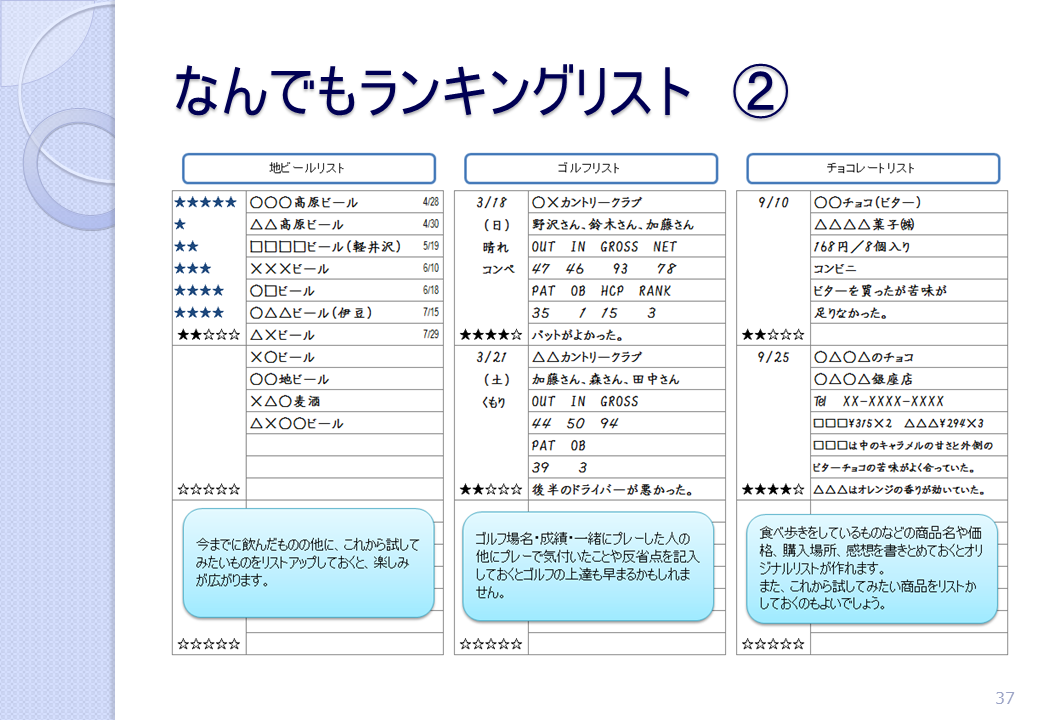 なんでもランキングリスト ②
地ビールリスト
★★★★★ 〇〇〇高原ビール 4/28
★ △△高原ビール 4/30
★★ □□□□ビール(軽井沢) 5/19
★★★ ×××ビール 6/10
★★★★ 〇□ビール 6/18
★★★★ 〇△△ビール(伊豆) 7/15
★★☆☆☆ △×ビール 7/29
×〇ビール
〇〇地ビール
×△〇麦酒
△×〇〇ビール
☆☆☆☆☆
今までに飲んだものの他に、これから試して
みたいものをリストアップしておくと、楽しみ
が広がります。
☆☆☆☆☆
ゴルフリスト
3/18 〇×カントリークラブ
(日) 野沢さん、鈴木さん、加藤さん
晴れ OUT IN GROSS NET
コンペ 47 46 93 78
PAT OB HCP RANK
35 1 15 3
★★★★☆ パットがよかった。
3/21 △△カントリークラブ
(土) 加藤さん、森さん、田中さん
くもり OUT IN GROSS
44 50 94
PAT OB
39 3
★★☆☆☆ 後半のドライバーが悪かった。
ゴルフ場名・成績・一緒にプレーした人の
他にプレーで気付いたことや反省点を記入
しておくとゴルフの上達も早まるかもしれま
せん。
☆☆☆☆☆
チョコレートリスト
9/10 〇〇チョコ(ビター)
△△△△菓子㈱
168円/8個入り
コンビニ
ビターを買ったが苦味が
足りなかった。
★★☆☆☆
9/25 〇△〇△のチョコ
〇△〇△銀座店
℡ XX-XXXX-XXXX
□□□¥315×2 △△△¥294×3
□□□は中のキャラメルの甘さと外側の
ビターチョコの苦味がよく合っていた。
★★★★☆ △△△はオレンジの香りが効いていた。
食べ歩きをしているものなどの商品名や価
格、購入場所、感想を書きとめておくとオリ
ジナルリストが作れます。
また、これから試してみたい商品をリストか
しておくのもよいでしょう。
☆☆☆☆☆
37